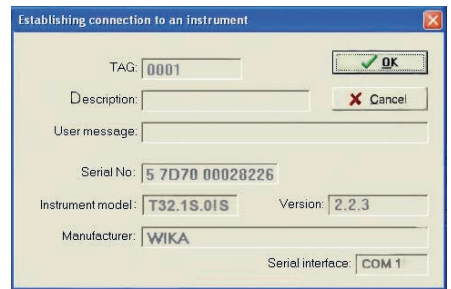 Establishing connection to an instrument
TAG: 0001
OK
Description:
Cancel
User message:
Serial No: 5 7D70 00028226
Instrument model: T32.1S.0IS Version: 2.2.3
Manufacturer: WIKA
Serial interface: COM 1